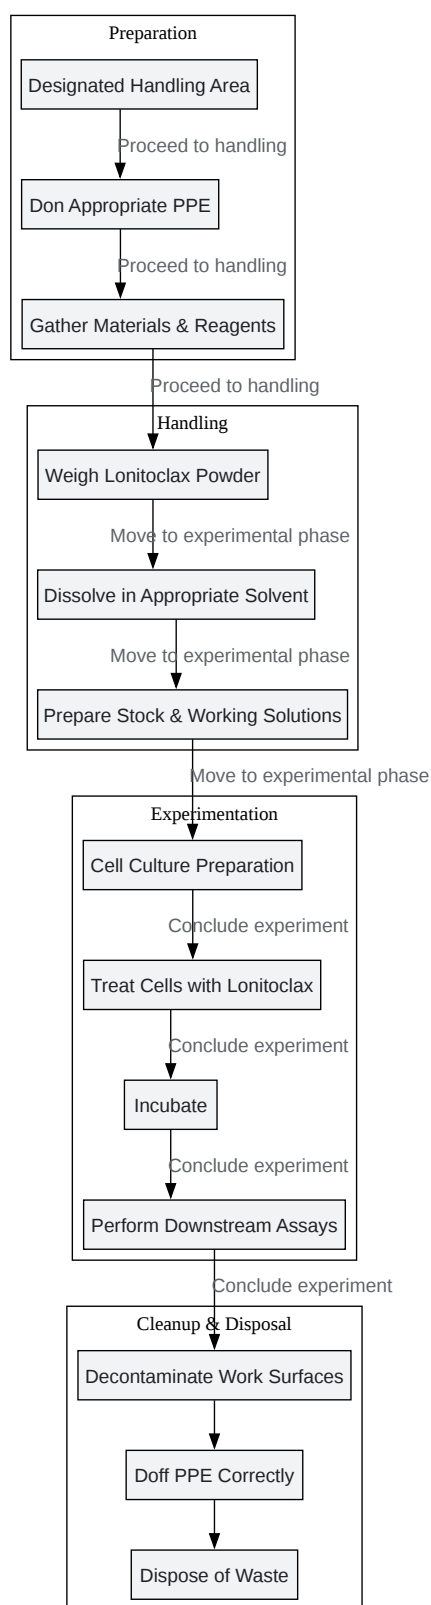 Preparation
Designated Handling Area
Proceed to handling
Don Appropriate PPE
Proceed to handling
Gather Materials & Reagents
Proceed to handling
Handling
Weigh Lonitoclax Powder
Move to experimental phase
Dissolve in Appropriate Solvent
Move to experimental phase
Prepare Stock & Working Solutions
Move to experimental phase
Experimentation
Cell Culture Preparation
Conclude experiment
Treat Cells with Lonitoclax
Conclude experiment
Incubate
Conclude experiment
Perform Downstream Assays
Conclude experiment
Cleanup & Disposal
Decontaminate Work Surfaces
Doff PPE Correctly
Dispose of Waste